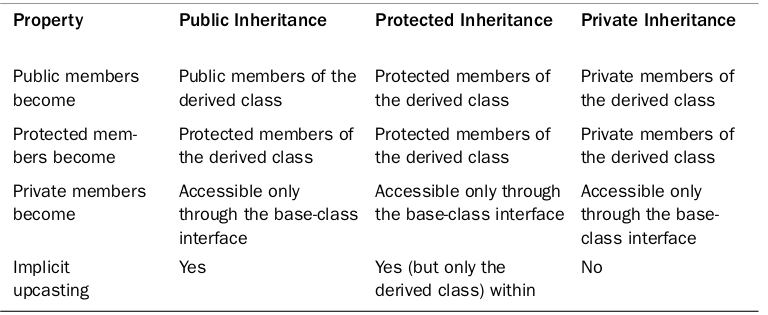 Property Public Inheritance Protected Inheritance Private Inheritance
Public members Public members of the Protected members of Private members of
become derived class the derived class the derived class
Protected mem- Protected members of Protected members of Private members of
bers become the derived class the derived class the derived class
Private members Accessible only Accessible only through Accessible only
become through the base-class the base-class interface through the base-
interface class interface
Implicit Yes Yes (but only the No
upcasting derived class) within